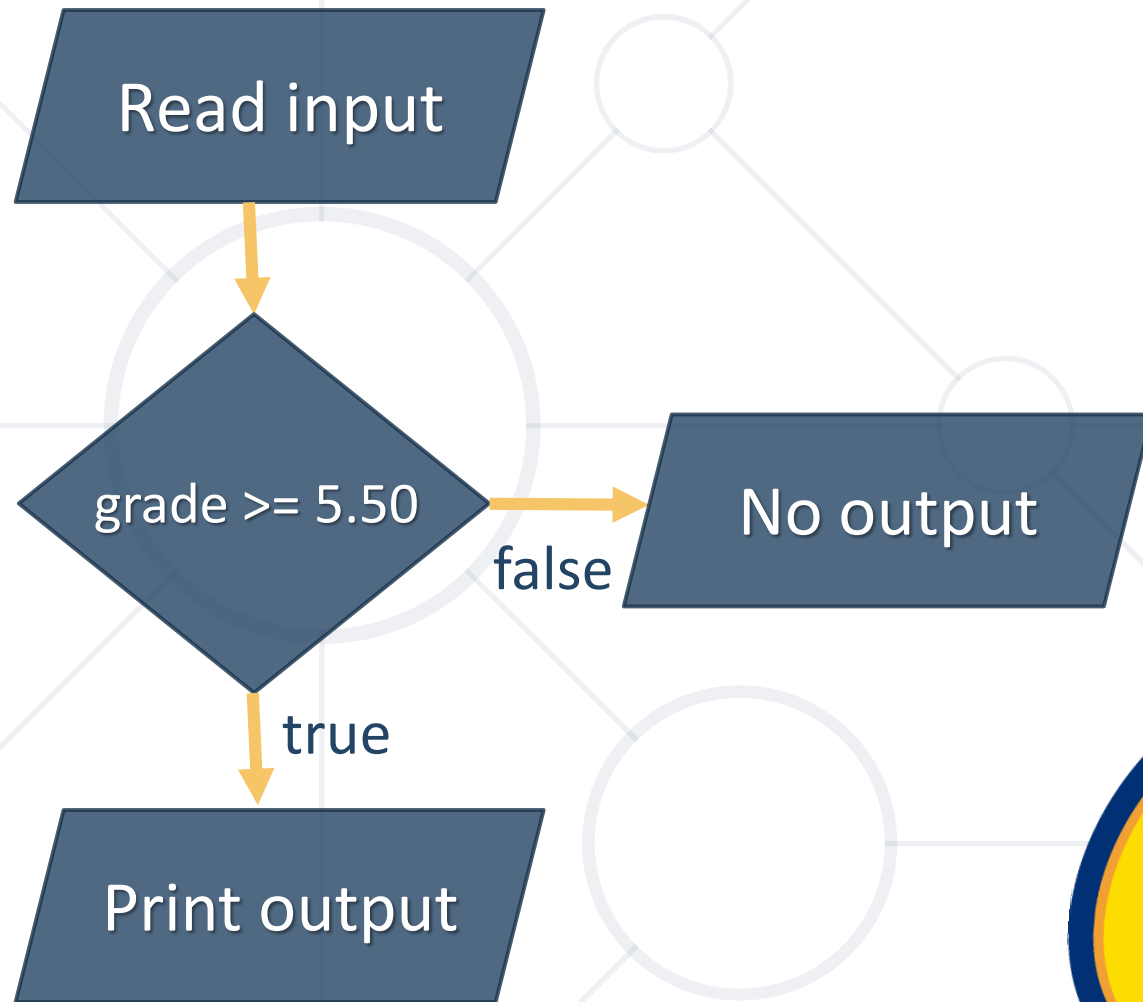 Read input
grade >= 5.50
No output
false
true
Print output